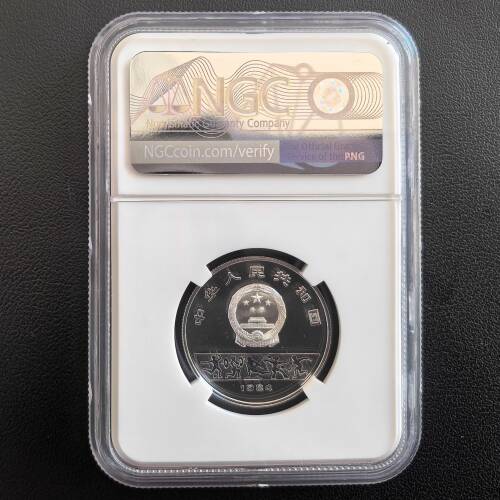 NGC
Numismatic Guaranty Company
NGCcoin.com/verify
The Official Grading
Service of the PNG
中华人民共和国
1984